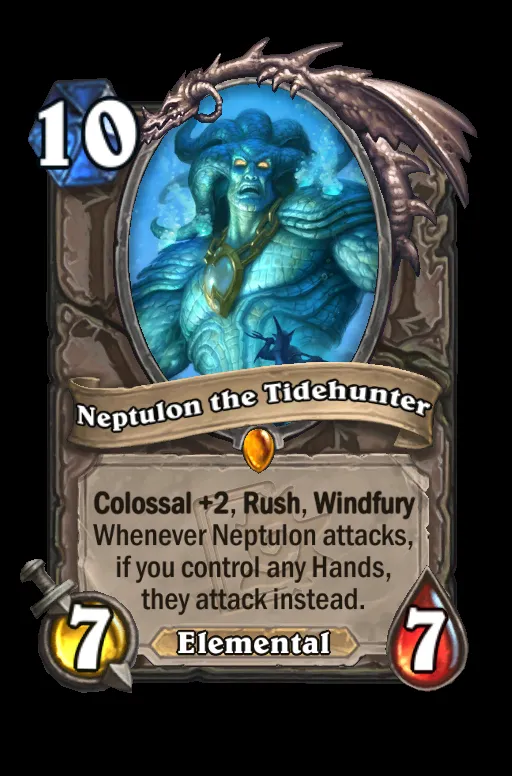 10
Neptulon the Tidehunter
Colossal +2, Rush, Windfury
Whenever Neptulon attacks,
if you control any Hands,
they attack instead.
7
Elemental
7